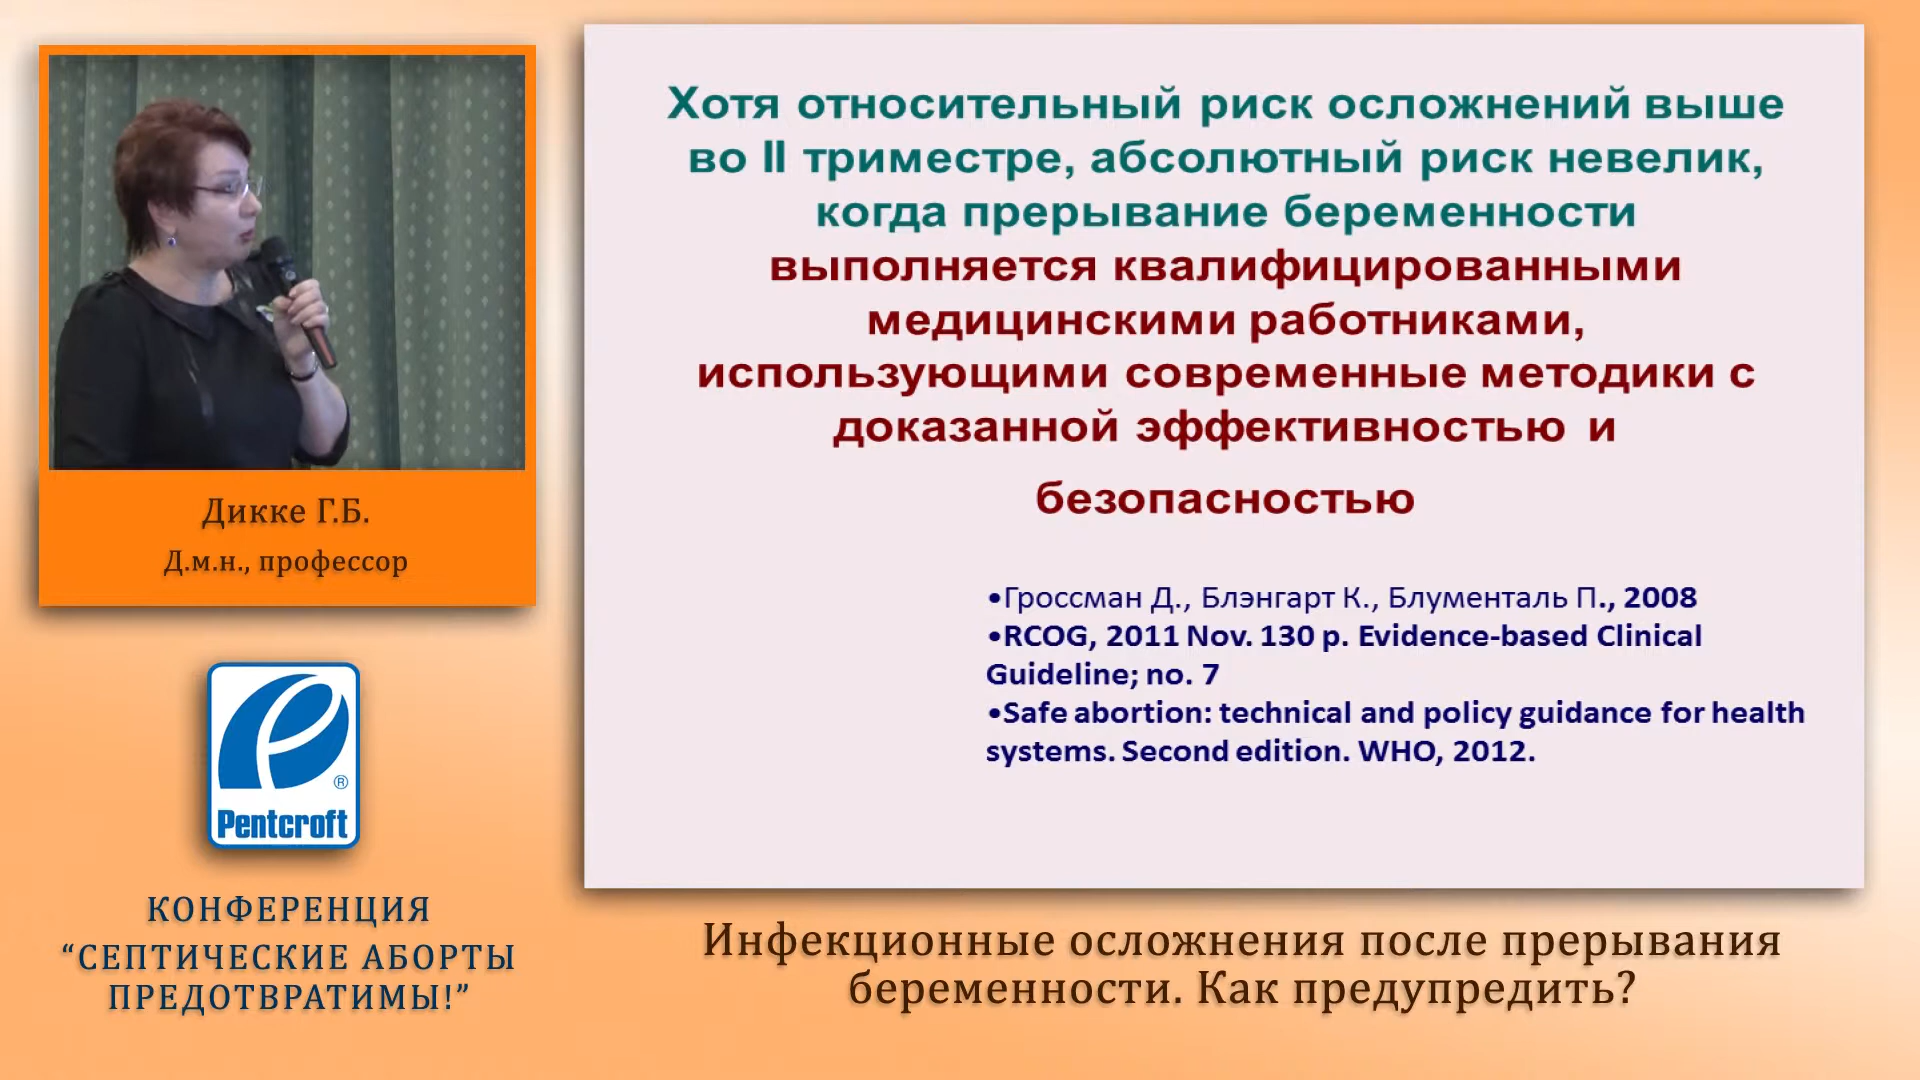 Хотя относительный риск осложнений выше
во II триместре, абсолютный риск невелик,
когда прерывание беременности
выполняется квалифицированными
медицинскими работниками,
использующими современные методики с
доказанной эффективностью и
безопасностью
•Гроссман Д., Блэнгарт К., Блументаль П., 2008
•RCOG, 2011 Nov. 130 p. Evidence-based Clinical
Guideline; no. 7
•Safe abortion: technical and policy guidance for health
systems. Second edition. WHO, 2012.
Дикке Г.Б.
Д.м.н., профессор
®
Pentcroft
КОНФЕРЕНЦИЯ
“СЕПТИЧЕСКИЕ АБОРТЫ
ПРЕДОТВРАТИМЫ!”
Инфекционные осложнения после прерывания
беременности. Как предупредить?